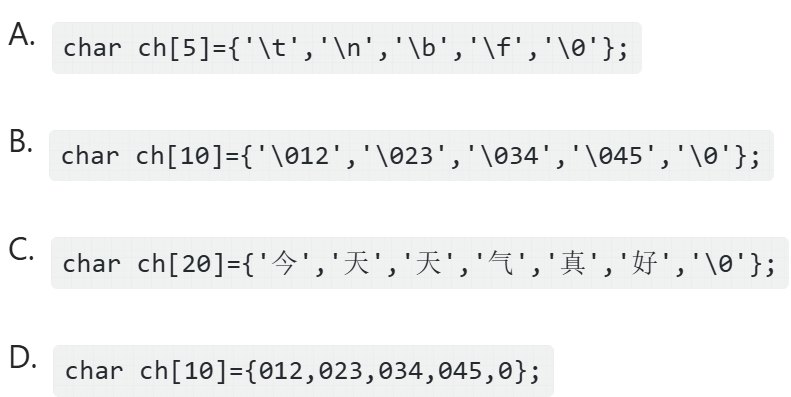 A. char ch[5]={'\t','\n','\b','\f','\0'};
B. char ch[10]={'\012','\023','\034','\045','\0'};
C. char ch[20]={'今','天','天','气','真','好','\0'};
D. char ch[10]={012,023,034,045,0};